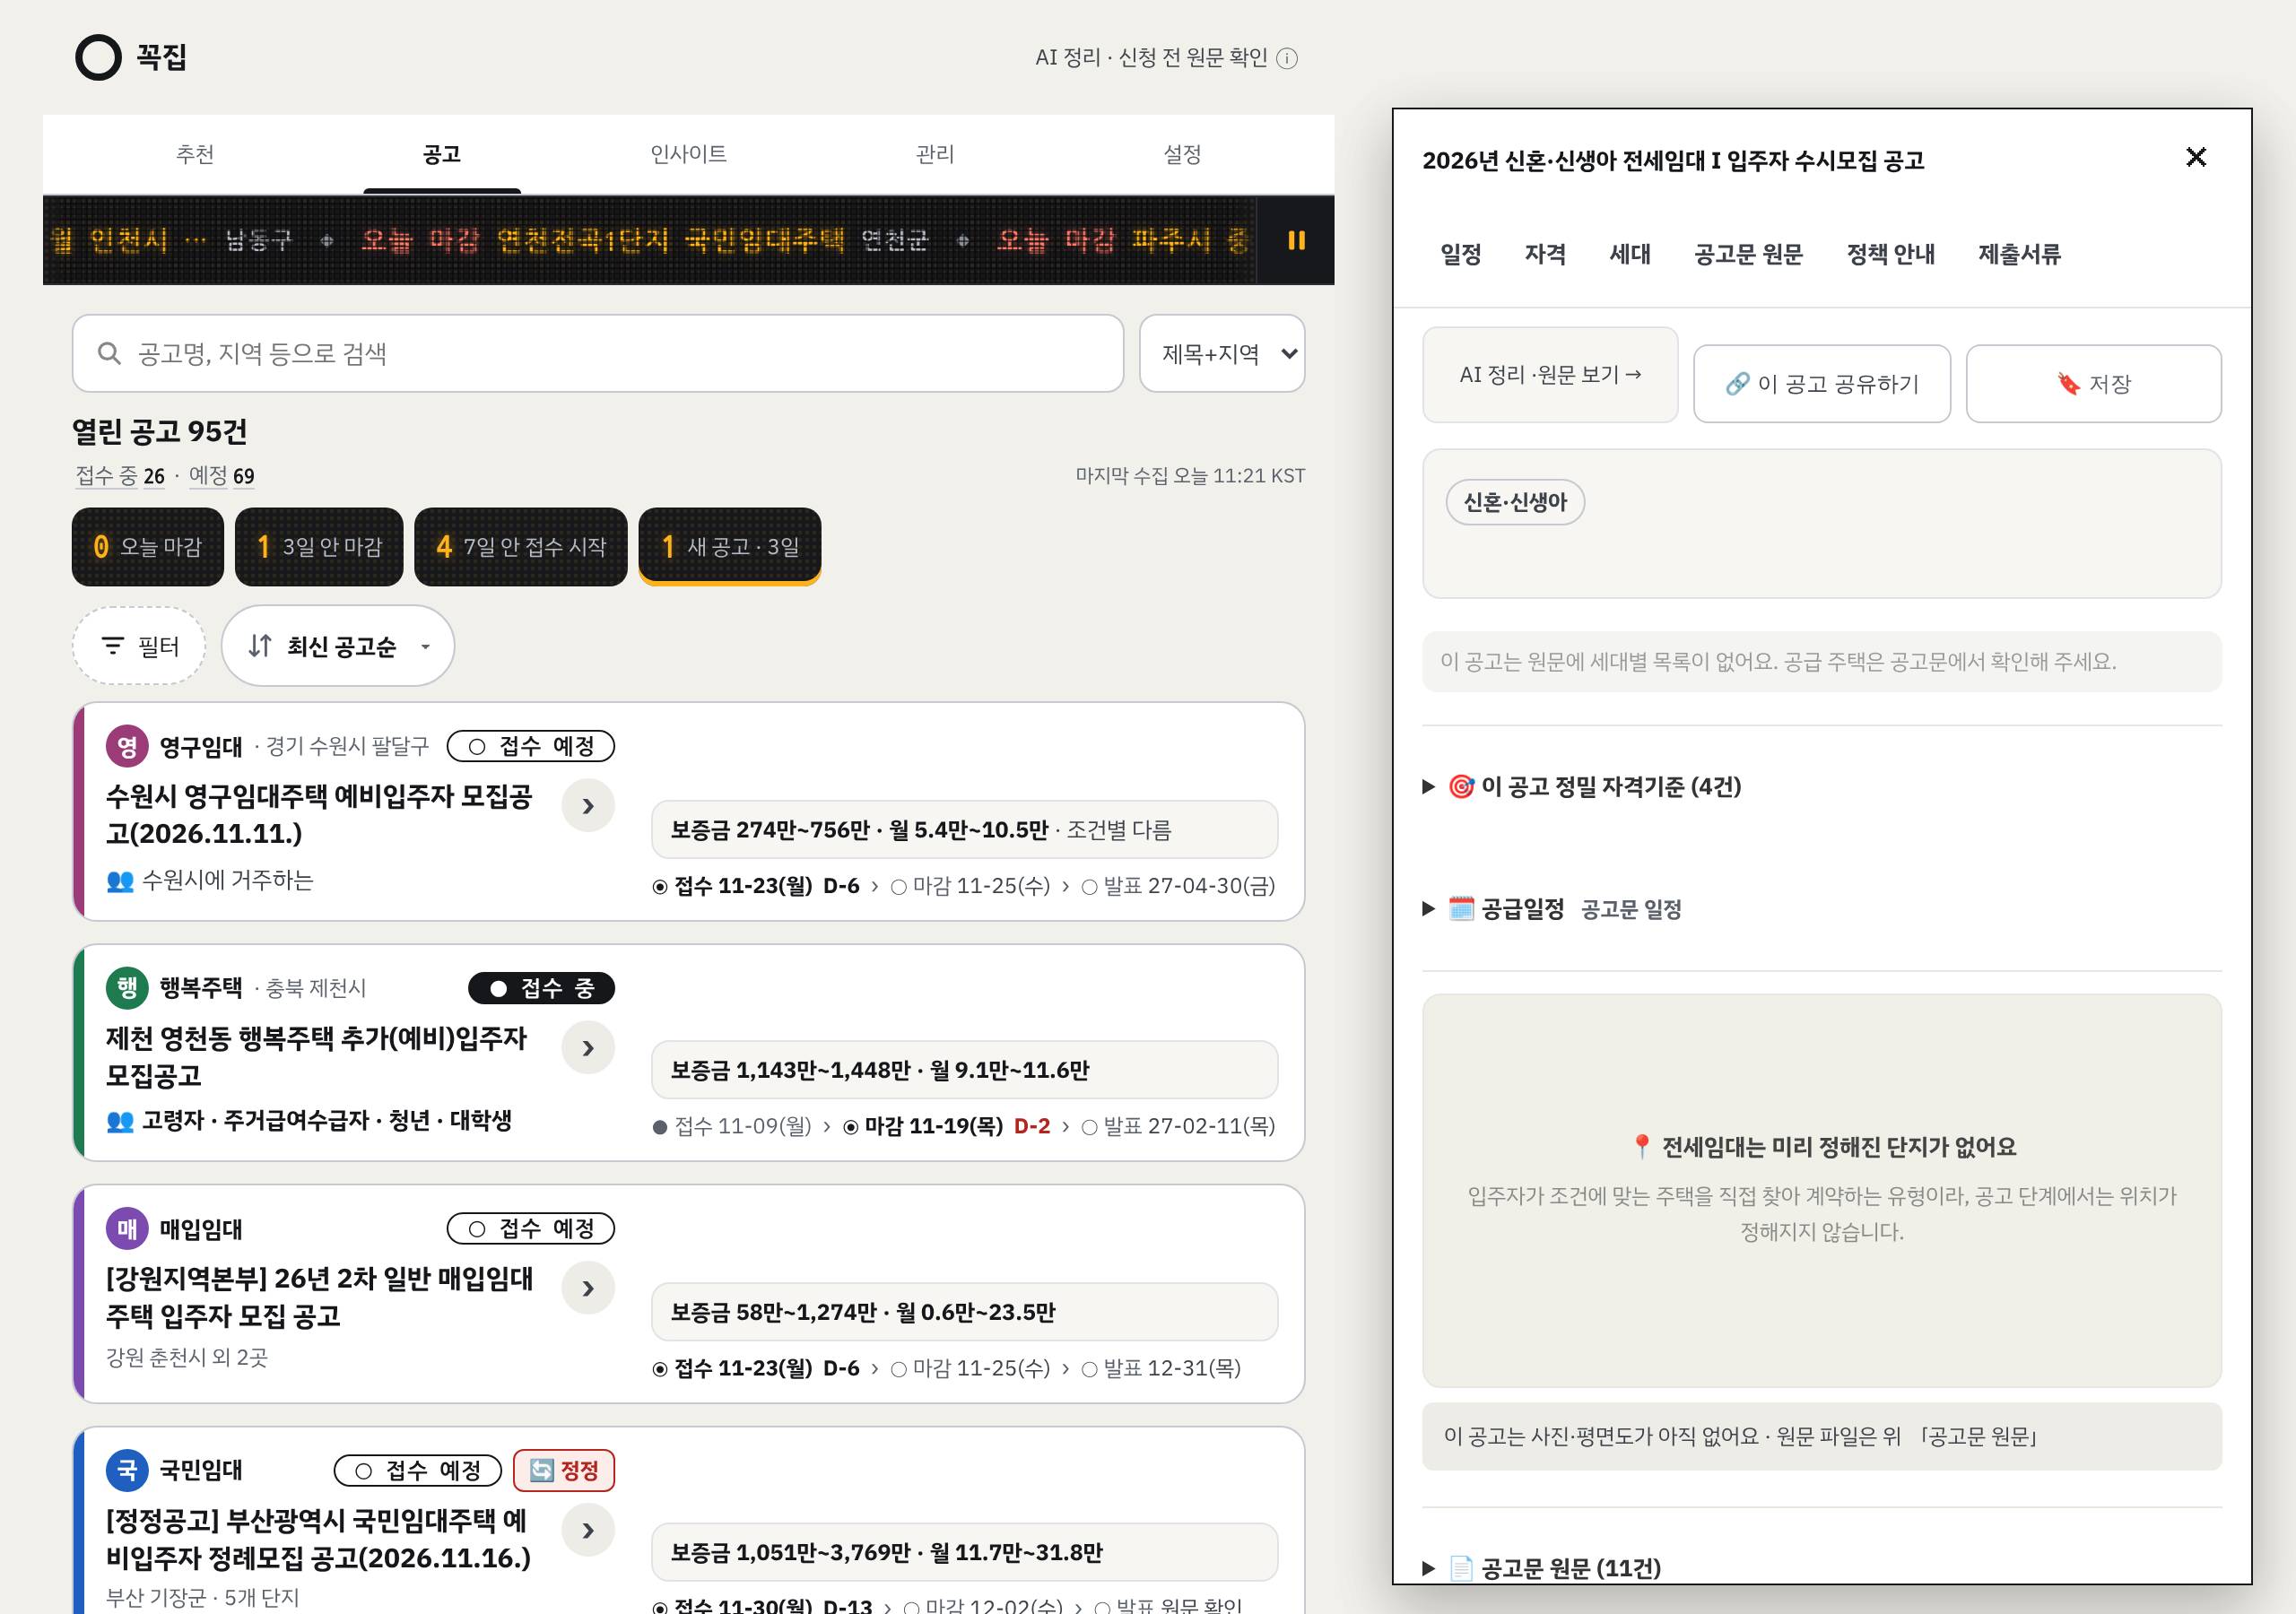 꼭집
AI 정리 · 신청 전 원문 확인 ⓘ
추천 공고 인사이트 관리 설정
월 인천시 … 남동구 ◆ 오늘 마감 연천전곡1단지 국민임대주택 연천군 ◆ 오늘 마감 파주시
공고명, 지역 등으로 검색
제목+지역
열린 공고 95건
접수 중 26 · 예정 69
마지막 수집 오늘 11:21 KST
0 오늘 마감
1 3일 안 마감
4 7일 안 접수 시작
1 새 공고 · 3일
필터
최신 공고순
영 영구임대 · 경기 수원시 팔달구 ○ 접수 예정
수원시 영구임대주택 예비입주자 모집공
고(2026.11.11.)
👥 수원시에 거주하는
보증금 274만~756만 · 월 5.4만~10.5만 · 조건별 다름
◉ 접수 11-23(월) D-6 › ○ 마감 11-25(수) › ○ 발표 27-04-30(금)
행 행복주택 · 충북 제천시 ● 접수 중
제천 영천동 행복주택 추가(예비)입주자
모집공고
👥 고령자 · 주거급여수급자 · 청년 · 대학생
보증금 1,143만~1,448만 · 월 9.1만~11.6만
● 접수 11-09(월) › ◉ 마감 11-19(목) D-2 › ○ 발표 27-02-11(목)
매 매입임대 ○ 접수 예정
[강원지역본부] 26년 2차 일반 매입임대
주택 입주자 모집 공고
강원 춘천시 외 2곳
보증금 58만~1,274만 · 월 0.6만~23.5만
◉ 접수 11-23(월) D-6 › ○ 마감 11-25(수) › ○ 발표 12-31(목)
국 국민임대 ○ 접수 예정 🔄 정정
[정정공고] 부산광역시 국민임대주택 예
비입주자 정례모집 공고(2026.11.16.)
부산 기장군 · 5개 단지
보증금 1,051만~3,769만 · 월 11.7만~31.8만
◉ 접수 11-30(월) D-13 › ○ 마감 12-02(수) › ○ 발표 원문 확인
2026년 신혼·신생아 전세임대 I 입주자 수시모집 공고 ✕
일정 자격 세대 공고문 원문 정책 안내 제출서류
AI 정리 ·원문 보기 →
🔗 이 공고 공유하기
🔖 저장
신혼·신생아
이 공고는 원문에 세대별 목록이 없어요. 공급 주택은 공고문에서 확인해 주세요.
▶ 🎯 이 공고 정밀 자격기준 (4건)
▶ 🗓️ 공급일정 공고문 일정
📍 전세임대는 미리 정해진 단지가 없어요
입주자가 조건에 맞는 주택을 직접 찾아 계약하는 유형이라, 공고 단계에서는 위치가
정해지지 않습니다.
이 공고는 사진·평면도가 아직 없어요 · 원문 파일은 위 「공고문 원문」
▶ 📄 공고문 원문 (11건)